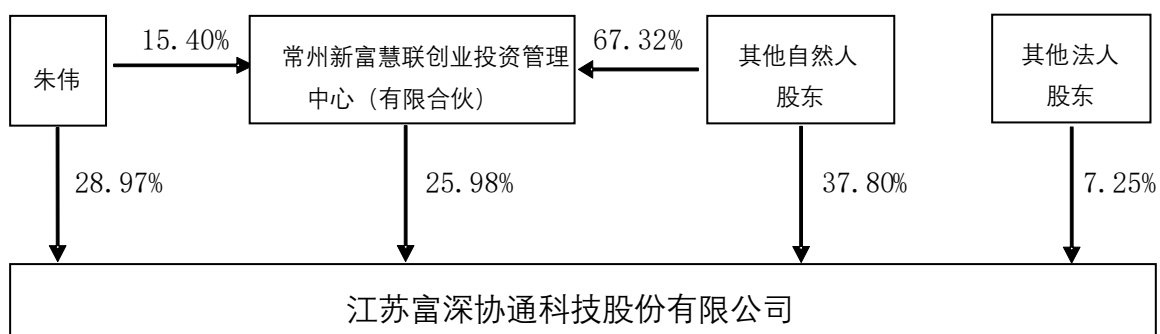 朱伟
15.40%
常州新富慧联创业投资管理
中心（有限合伙）
67.32%
其他自然人
股东
其他法人
股东
28.97%
25.98%
37.80%
7.25%
江苏富深协通科技股份有限公司